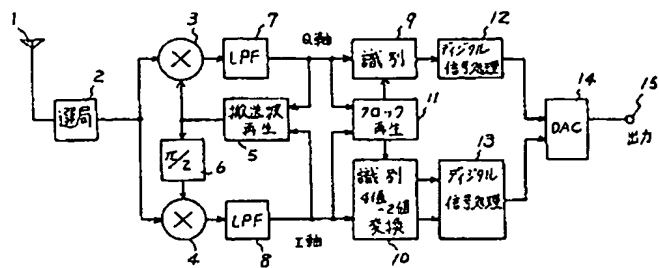 1
2
選局
3
×
4
×
搬送波
再生
5
π/2
6
7
LPF
8
LPF
Q軸
I軸
9
識別
クロック
再生
11
識別
4値
-2値
変換
10
12
ディジタル
信号処理
13
ディジタル
信号処理
14
DAC
15
出力